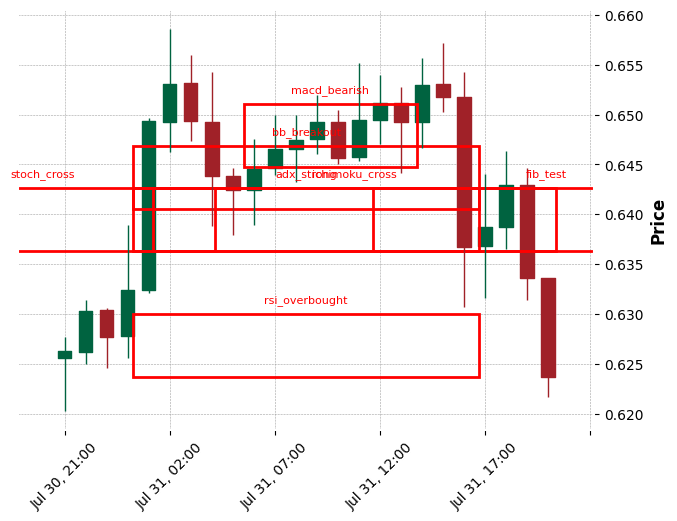 0.660
0.655
macd_bearish
0.650
bb_breakout
0.645
stoch_cross
adx_strong
ichimoku_cross
fib_test
0.640
Price
0.635
rsi_overbought
0.630
0.625
0.620
Jul 30, 21:00
Jul 31, 02:00
Jul 31, 07:00
Jul 31, 12:00
Jul 31, 17:00